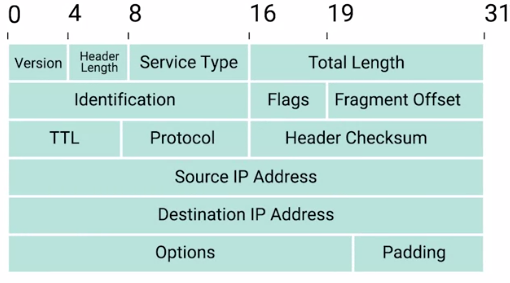 0 4 8 16 19 31
Version Header Length Service Type Total Length
Identification Flags Fragment Offset
TTL Protocol Header Checksum
Source IP Address
Destination IP Address
Options Padding